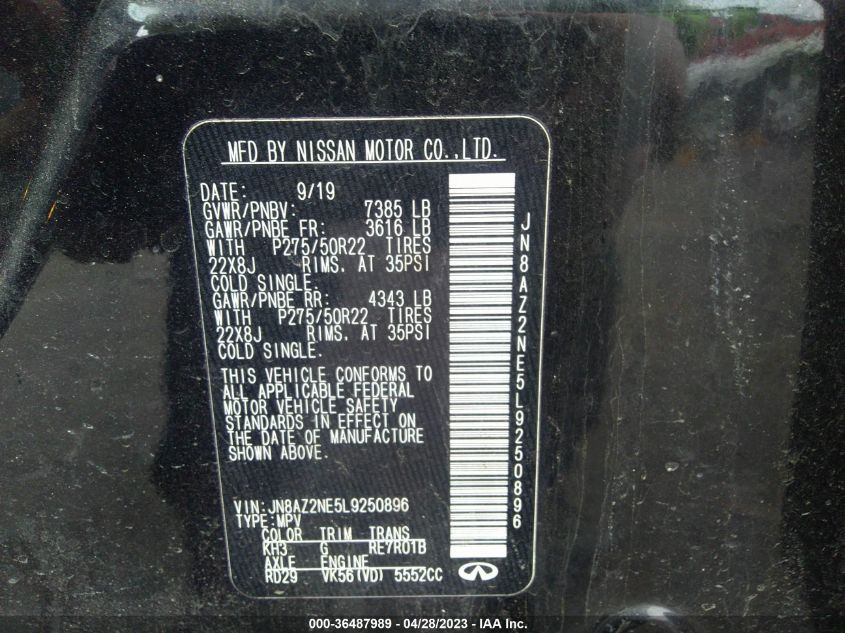 MFD BY NISSAN MOTOR CO.,LTD.
DATE: 9/19
GVWR/PNBV: 7385 LB
GAWR/PNBE FR: 3616 LB
WITH P275/50R22 TIRES
22X8J RIMS. AT 35PSI
COLD SINGLE.
GAWR/PNBE RR: 4343 LB
WITH P275/50R22 TIRES
22X8J RIMS. AT 35PSI
COLD SINGLE.
THIS VEHICLE CONFORMS TO
ALL APPLICABLE FEDERAL
MOTOR VEHICLE SAFETY
STANDARDS IN EFFECT ON
THE DATE OF MANUFACTURE
SHOWN ABOVE.
VIN: JN8AZ2NE5L9250896
TYPE: MPV
COLOR TRIM TRANS
KH3 G RE7R01B
AXLE ENGINE
RD29 VK56(VD) 5552CC
JN8AZ2NE5L9250896
000-36487989 - 04/28/2023 - IAA Inc.